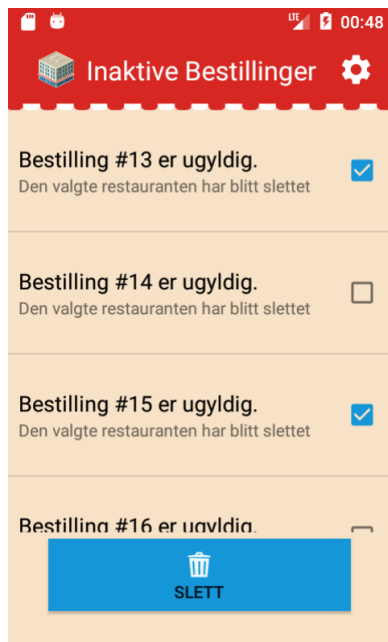 LTE 00:48
Inaktive Bestillinger
Bestilling #13 er ugyldig.
Den valgte restauranten har blitt slettet
Bestilling #14 er ugyldig.
Den valgte restauranten har blitt slettet
Bestilling #15 er ugyldig.
Den valgte restauranten har blitt slettet
Bestilling #16 er ugyldig.
SLETT